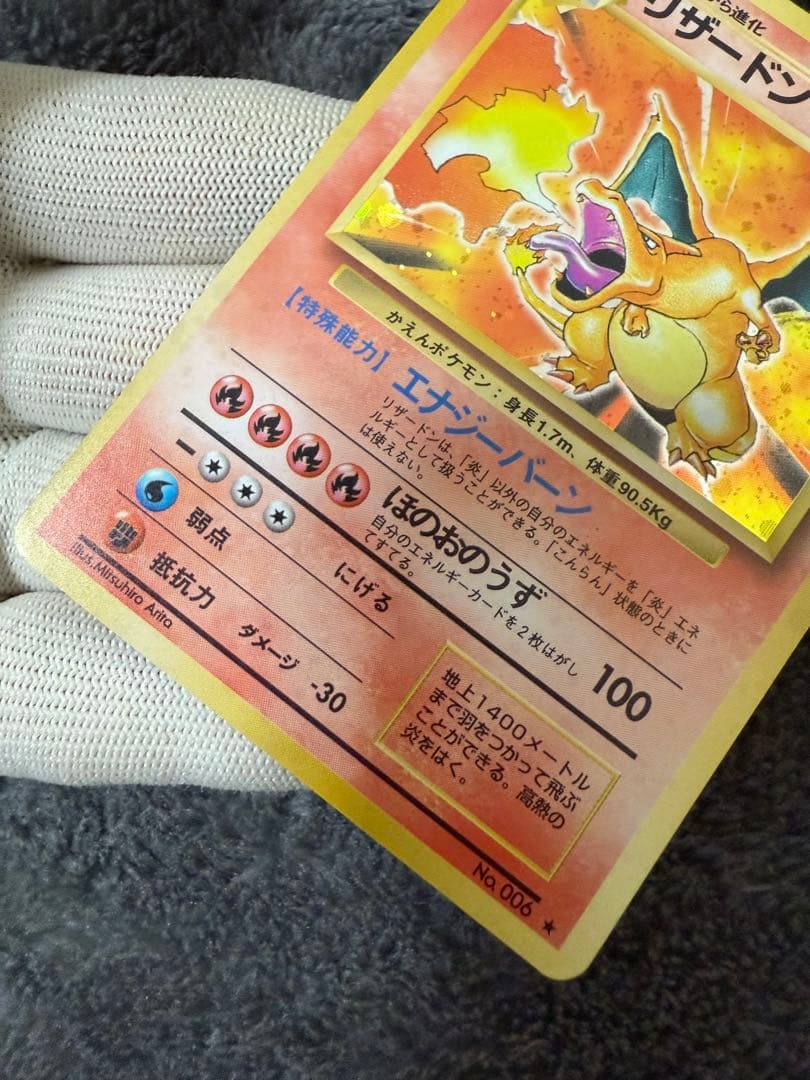 ら進化
リザードン
かえんポケモン：身長1.7m、体重90.5Kg
【特殊能力】エナジーバーン
リザードンは、「炎」以外の自分のエネルギーを「炎」エネ
ルギーとして扱うことができる。「こんらん」状態のときに
は使えない。
ほのおのうず 100
自分のエネルギーカードを2枚はがし
てすてる。
にげる
弱点
抵抗力 ダメージ -30
Illus. Mitsuhiro Arita
地上1400メートル
まで羽をつかって飛ぶ
ことができる。高熱の
炎をはく。
No. 006 ★